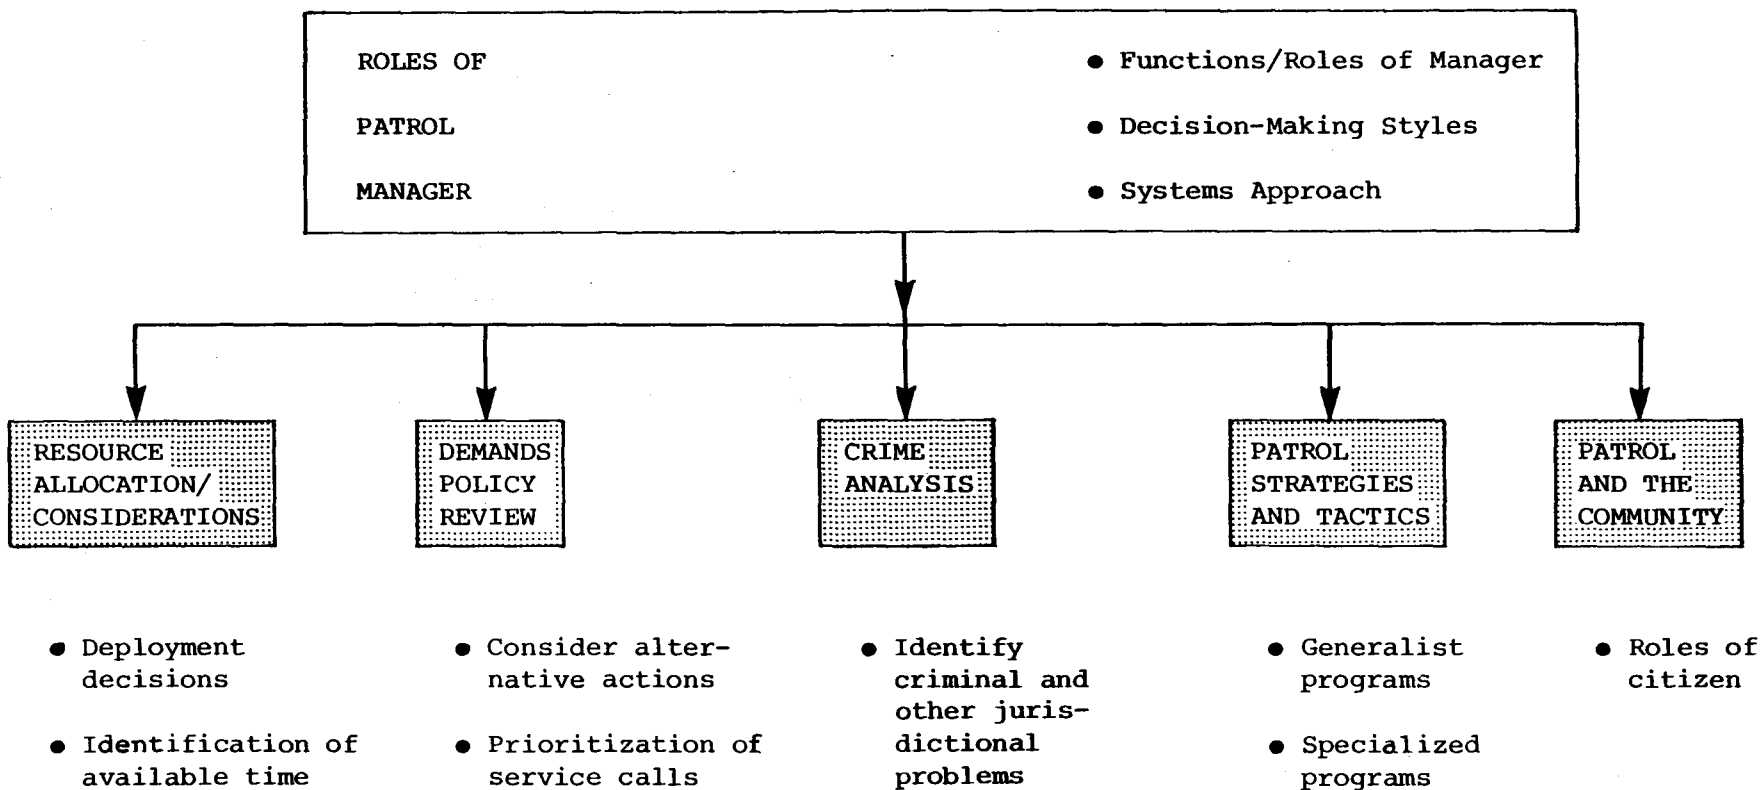 ROLES OF
PATROL
MANAGER
● Functions/Roles of Manager
● Decision-Making Styles
● Systems Approach
RESOURCE
ALLOCATION/
CONSIDERATIONS
DEMANDS
POLICY
REVIEW
CRIME
ANALYSIS
PATROL
STRATEGIES
AND TACTICS
PATROL
AND THE
COMMUNITY
● Deployment
decisions
● Identification of
available time
● Consider alter-
native actions
● Prioritization of
service calls
● Identify
criminal and
other juris-
dictional
problems
● Generalist
programs
● Specialized
programs
● Roles of
citizen